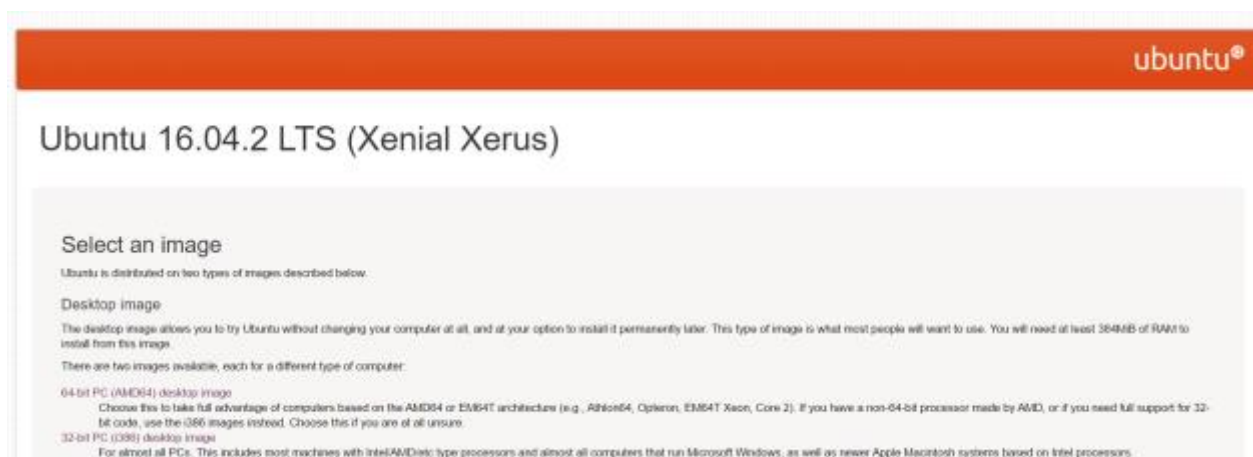 ubuntu®
Ubuntu 16.04.2 LTS (Xenial Xerus)
Select an image
Ubuntu is distributed on two types of images described below.
Desktop image
The desktop image allows you to try Ubuntu without changing your computer at all, and at your option to install it permanently later. This type of image is what most people will want to use. You will need at least 384MiB of RAM to
install from this image.
There are two images available, each for a different type of computer:
64-bit PC (AMD64) desktop image
Choose this to take full advantage of computers based on the AMD64 or EM64T architecture (e.g., Athlon64, Opteron, EM64T Xeon, Core 2). If you have a non-64-bit processor made by AMD, or if you need full support for 32-
bit code, use the i386 images instead. Choose this if you are at all unsure.
32-bit PC (i386) desktop image
For almost all PCs. This includes most machines with Intel/AMD/etc type processors and almost all computers that run Microsoft Windows, as well as newer Apple Macintosh systems based on Intel processors.